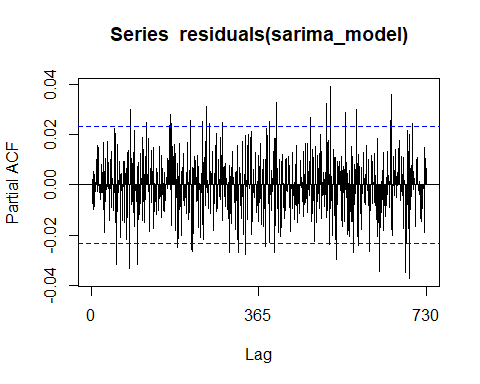 Series residuals(sarima_model)
Partial ACF
0.04
0.02
0.00
-0.02
-0.04
0
365
730
Lag